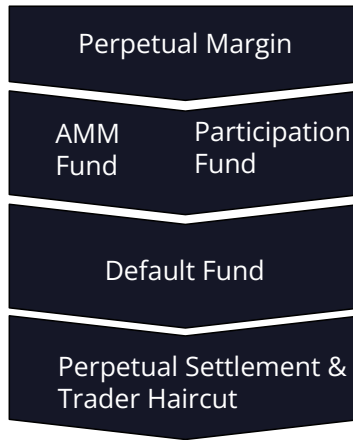 Perpetual Margin
AMM
Fund
Participation
Fund
Default Fund
Perpetual Settlement &
Trader Haircut